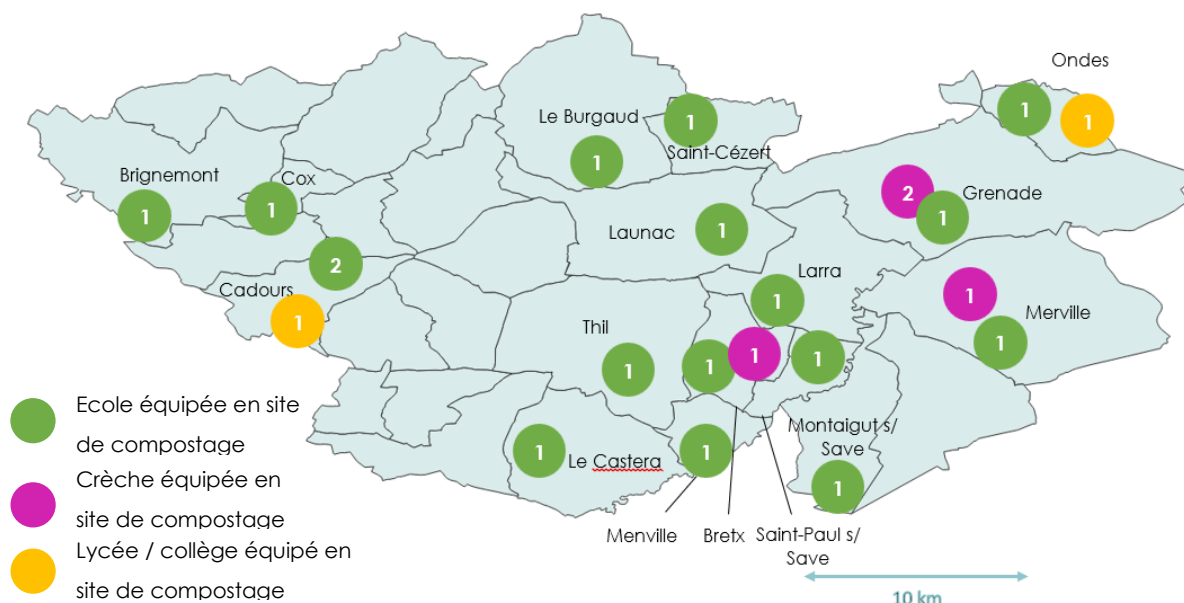 Ondes
1
1
Le Burgaud
1
Saint-Cézert
1
Brignemont
1
Cox
1
2
Grenade
1
Launac
1
2
Cadours
1
Larra
1
1
Merville
1
Thil
1
1
1
1
Montaigut s/
Save
1
1
Le Castera
1
Menville
Bretx
Saint-Paul s/
Save
Ecole équipée en site
de compostage
Crèche équipée en
site de compostage
Lycée / collège équipé en
site de compostage
10 km